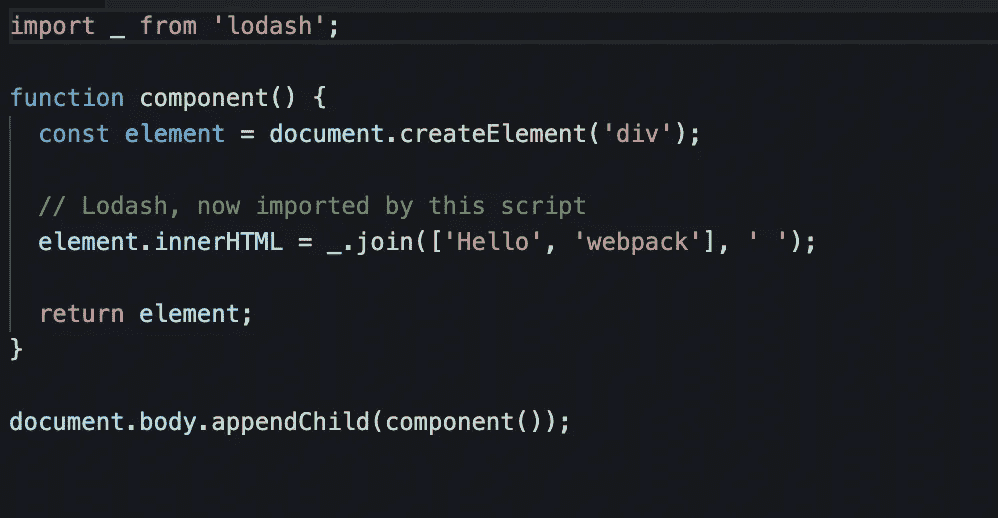 import _ from 'lodash';
function component() {
const element = document.createElement('div');
// Lodash, now imported by this script
element.innerHTML = _.join(['Hello', 'webpack'], ' ');
return element;
}
document.body.appendChild(component());